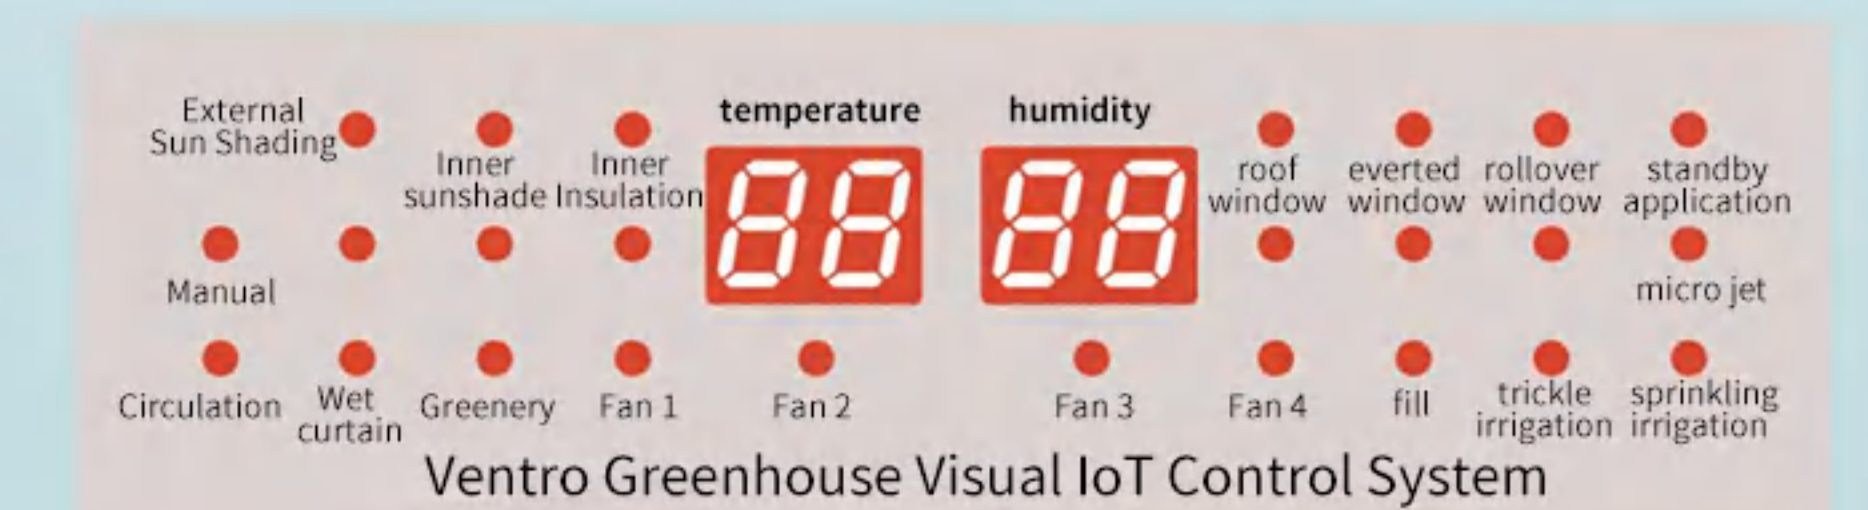 External
Sun Shading
Inner
sunshade
Inner
Insulation
temperature
88
humidity
88
roof
window
everted
window
rollover
window
standby
application
Manual
micro jet
Circulation
Wet
curtain
Greenery
Fan 1
Fan 2
Fan 3
Fan 4
fill
trickle
irrigation
sprinkling
irrigation
Ventro Greenhouse Visual IoT Control System